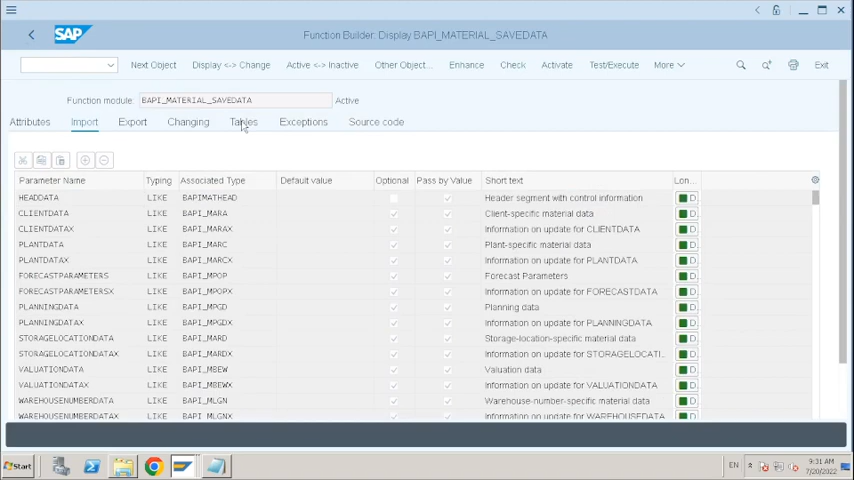 SAP
Function Builder: Display BAPI_MATERIAL_SAVEDATA
Next Object Display <-> Change Active <-> Inactive Other Object... Enhance Check Activate Test/Execute More Exit
Function module: BAPI_MATERIAL_SAVEDATA Active
Attributes Import Export Changing Tables Exceptions Source code
Parameter Name Typing Associated Type Default value Optional Pass by Value Short text Lon...
HEADDATA LIKE BAPIMATHEAD Header segment with control information D..
CLIENTDATA LIKE BAPI_MARA Client-specific material data D..
CLIENTDATAX LIKE BAPI_MARAX Information on update for CLIENTDATA D..
PLANTDATA LIKE BAPI_MARC Plant-specific material data D..
PLANTDATAX LIKE BAPI_MARCX Information on update for PLANTDATA D..
FORECASTPARAMETERS LIKE BAPI_MPOP Forecast Parameters D..
FORECASTPARAMETERSX LIKE BAPI_MPOPX Information on update for FORECASTDATA D..
PLANNINGDATA LIKE BAPI_MPGD Planning data D..
PLANNINGDATAX LIKE BAPI_MPGDX Information on update for PLANNINGDATA D..
STORAGELOCATIONDATA LIKE BAPI_MARD Storage-location-specific material data D..
STORAGELOCATIONDATAX LIKE BAPI_MARDX Information on update for STORAGELOCATI... D..
VALUATIONDATA LIKE BAPI_MBEW Valuation data D..
VALUATIONDATAX LIKE BAPI_MBEWX Information on update for VALUATIONDATA D..
WAREHOUSENUMBERDATA LIKE BAPI_MLGN Warehouse-number-specific material data D..
WAREHOUSENUMBERDATAX LIKE BAPI_MLGNX Information on update for WAREHOUSEDATA D..
Start EN 9:31 AM
7/20/2022